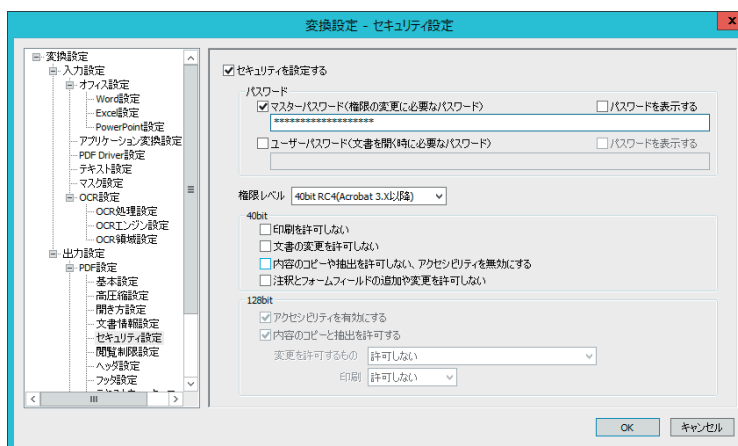 変換設定 - セキュリティ設定
x
変換設定
入力設定
オフィス設定
Word設定
Excel設定
PowerPoint設定
アプリケーション変換設定
PDF Driver設定
テキスト設定
マスク設定
OCR設定
OCR処理設定
OCRエンジン設定
OCR領域設定
出力設定
PDF設定
基本設定
高圧縮設定
開き方設定
文書情報設定
セキュリティ設定
閲覧制限設定
ヘッダ設定
フッタ設定
セキュリティを設定する
パスワード
マスターパスワード(権限の変更に必要なパスワード) パスワードを表示する
*******************
ユーザーパスワード(文書を開く時に必要なパスワード) パスワードを表示する
権限レベル 40bit RC4(Acrobat 3.X以降)
40bit
印刷を許可しない
文書の変更を許可しない
内容のコピーや抽出を許可しない、アクセシビリティを無効にする
注釈とフォームフィールドの追加や変更を許可しない
128bit
アクセシビリティを有効にする
内容のコピーと抽出を許可する
変更を許可するもの 許可しない
印刷 許可しない
OK キャンセル